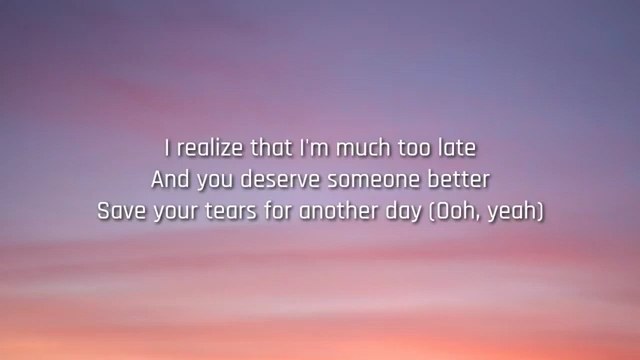 I realize that I'm much too late
And you deserve someone better
Save your tears for another day (Ooh, yeah)